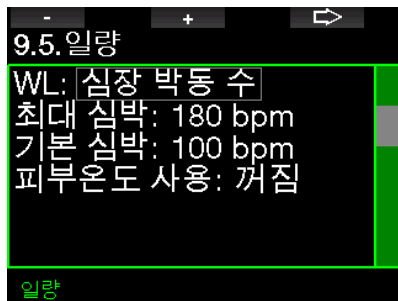 - + ⇨
9.5.일량
WL: 심장 박동 수
최대 심박: 180 bpm
기본 심박: 100 bpm
피부온도 사용: 꺼짐
일량